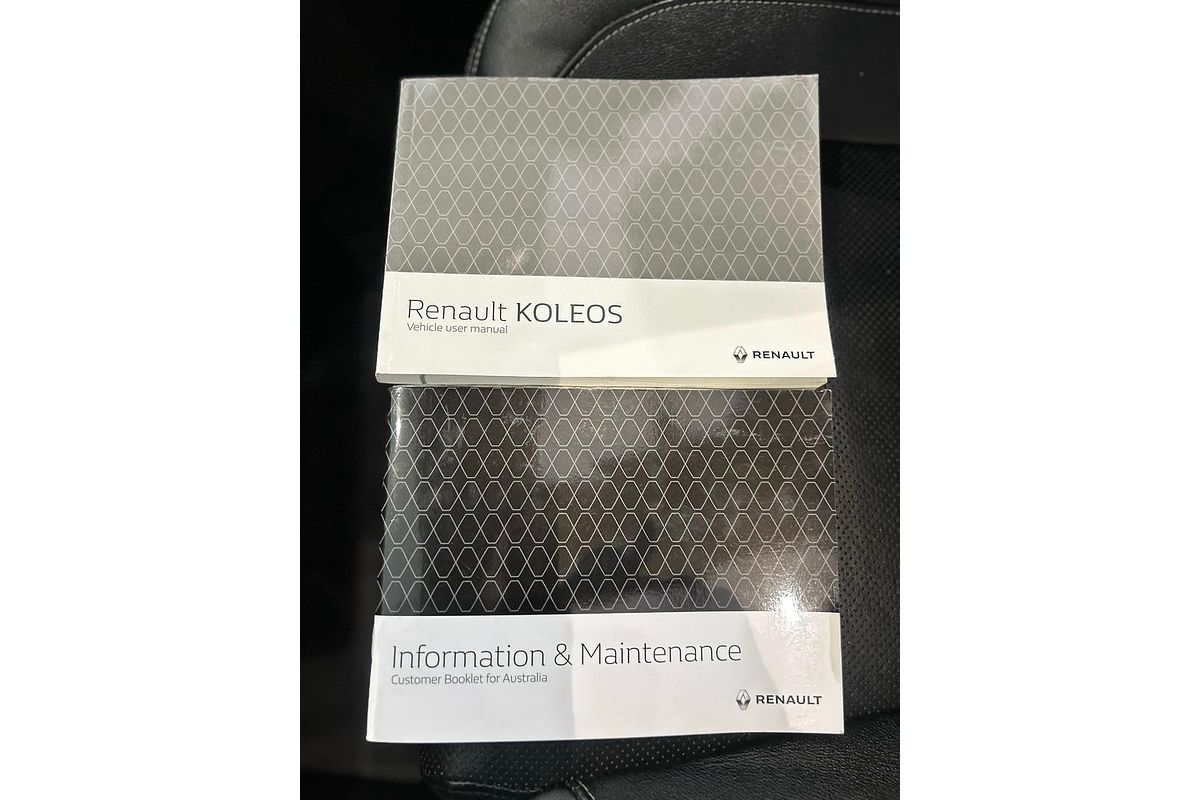 Renault KOLEOS
Vehicle user manual
RENAULT
Information & Maintenance
Customer Booklet for Australia
RENAULT